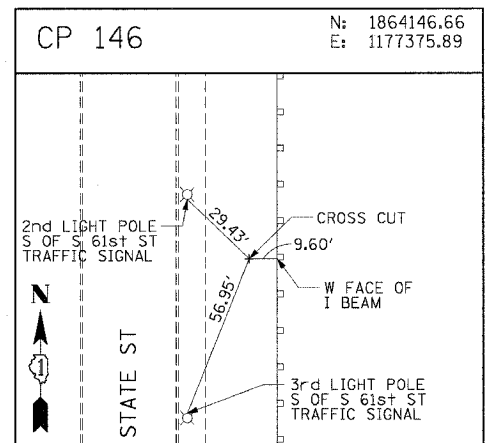 CP 146
N: 1864146.66
E: 1177375.89
29.43'
CROSS CUT
2nd LIGHT POLE
S OF S 61st ST
TRAFFIC SIGNAL
9.60'
W FACE OF
I BEAM
56.95'
N
1
STATE ST
3rd LIGHT POLE
S OF S 61st ST
TRAFFIC SIGNAL